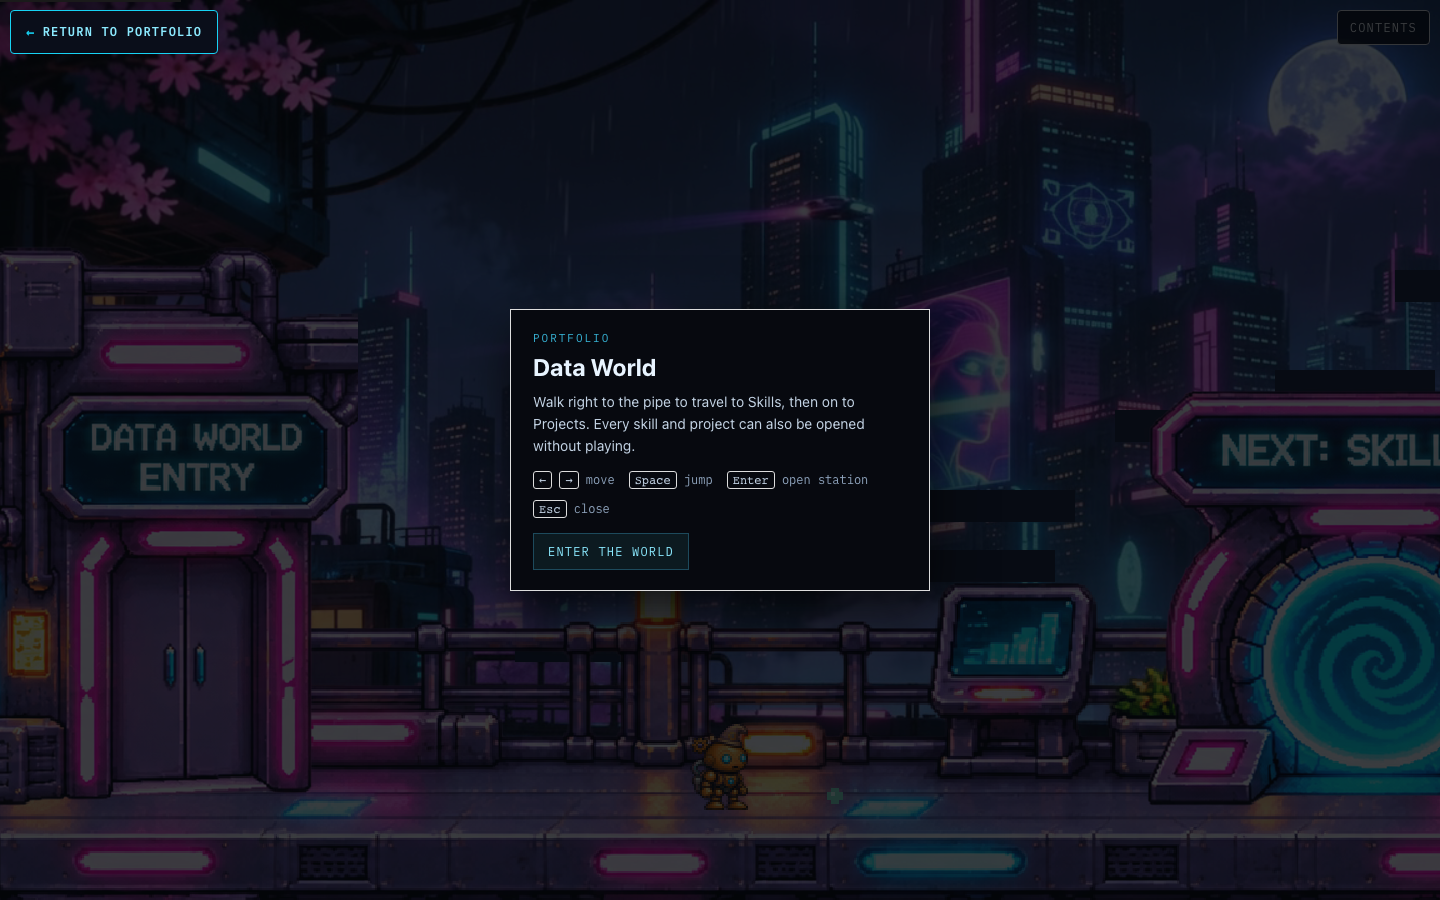 ← RETURN TO PORTFOLIO
CONTENTS
DATA WORLD
ENTRY
PORTFOLIO
Data World
Walk right to the pipe to travel to Skills, then on to
Projects. Every skill and project can also be opened
without playing.
← → move Space jump Enter open station
Esc close
ENTER THE WORLD
NEXT: SKILL